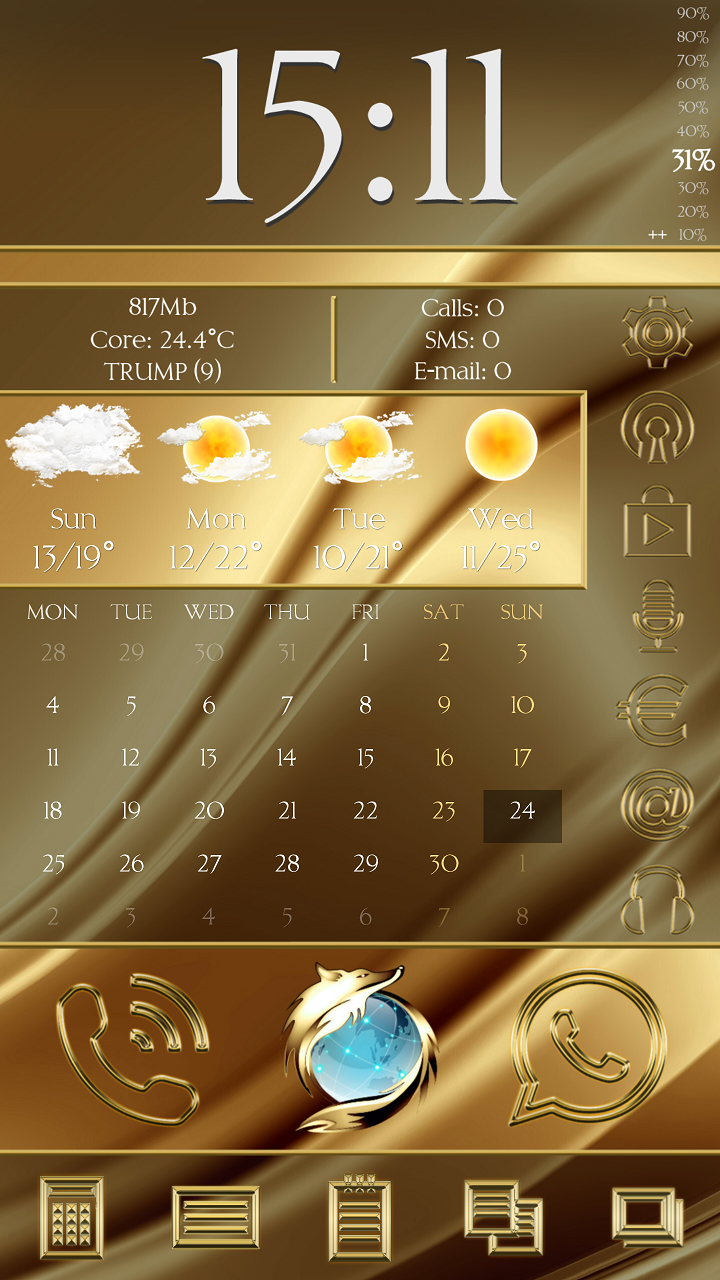 90%
80%
70%
60%
50%
40%
31%
30%
20%
++ 10%
15:11
817Mb
Core: 24.4°C
TRUMP (9)
Calls: 0
SMS: 0
E-mail: 0
Sun Mon Tue Wed
13/19° 12/22° 10/21° 11/25°
MON TUE WED THU FRI SAT SUN
28 29 30 31 1 2 3
4 5 6 7 8 9 10
11 12 13 14 15 16 17
18 19 20 21 22 23 24
25 26 27 28 29 30 1
2 3 4 5 6 7 8
€
@